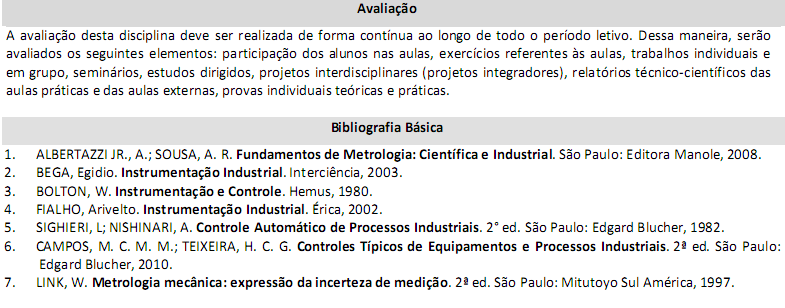 Avaliação
A avaliação desta disciplina deve ser realizada de forma contínua ao longo de todo o período letivo. Dessa maneira, serão
avaliados os seguintes elementos: participação dos alunos nas aulas, exercícios referentes às aulas, trabalhos individuais e
em grupo, seminários, estudos dirigidos, projetos interdisciplinares (projetos integradores), relatórios técnico-científicos das
aulas práticas e das aulas externas, provas individuais teóricas e práticas.
Bibliografia Básica
1. ALBERTAZZI JR., A.; SOUSA, A. R. Fundamentos de Metrologia: Científica e Industrial. São Paulo: Editora Manole, 2008.
2. BEGA, Egidio. Instrumentação Industrial. Interciência, 2003.
3. BOLTON, W. Instrumentação e Controle. Hemus, 1980.
4. FIALHO, Arivelto. Instrumentação Industrial. Érica, 2002.
5. SIGHIERI, L; NISHINARI, A. Controle Automático de Processos Industriais. 2° ed. São Paulo: Edgard Blucher, 1982.
6. CAMPOS, M. C. M. M.; TEIXEIRA, H. C. G. Controles Típicos de Equipamentos e Processos Industriais. 2ª ed. São Paulo:
Edgard Blucher, 2010.
7. LINK, W. Metrologia mecânica: expressão da incerteza de medição. 2ª ed. São Paulo: Mitutoyo Sul América, 1997.